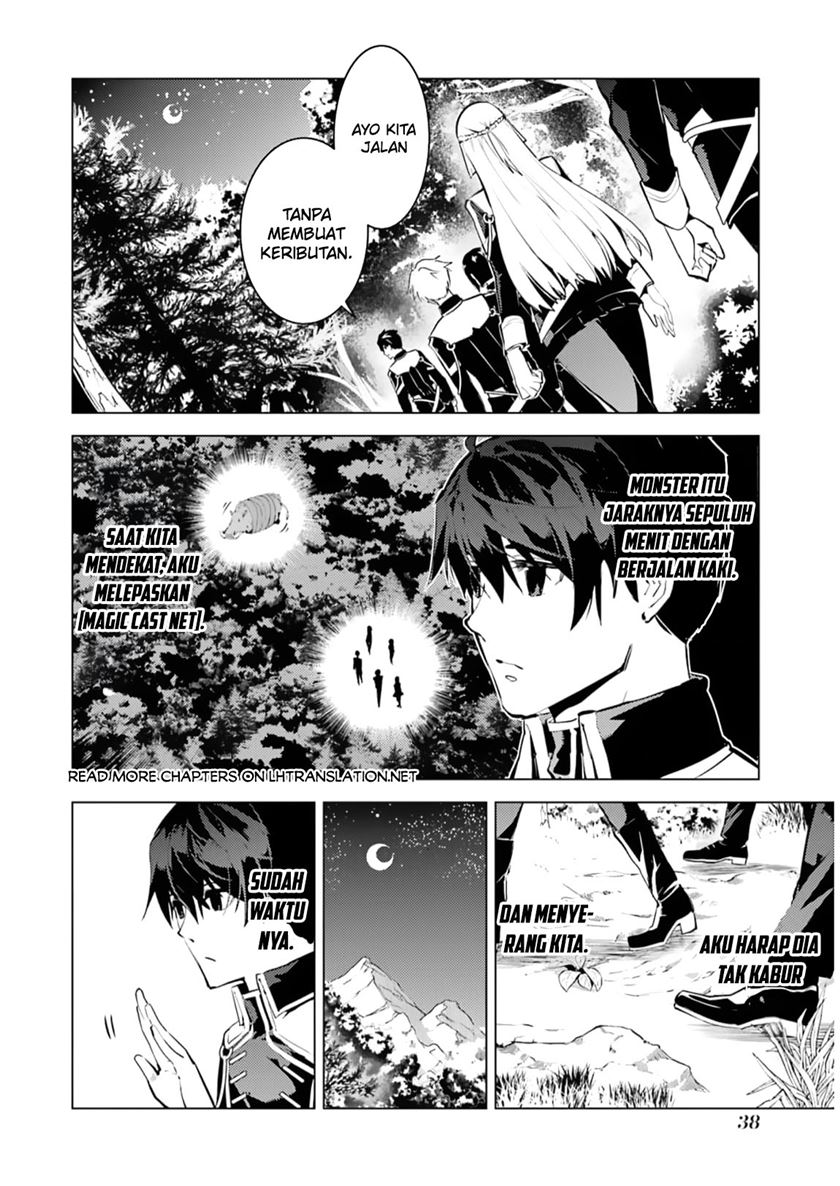 AYO KITA
JALAN
TANPA
MEMBUAT
KERIBUTAN.
MONSTER ITU
JARAKNYA SEPULUH
MENIT DENGAN
BERJALAN KAKI.
SAAT KITA
MENDEKAT, AKU
MELEPASKAN
[MAGIC CAST NET].
READ MORE CHAPTERS ON LHTRANSLATION.NET
AKU HARAP DIA
TAK KABUR
DAN MENYE-
RANG KITA.
SUDAH
WAKTU
NYA.
38